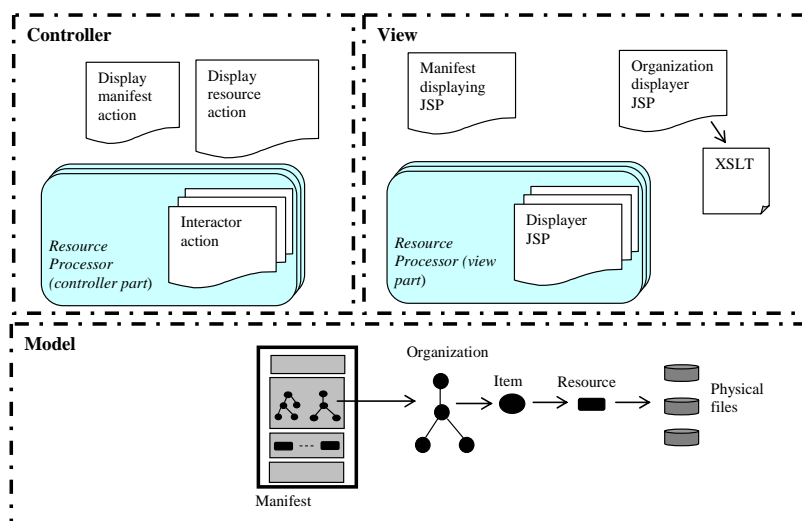 Controller
Display
manifest
action
Display
resource
action
Interactor
action
Resource
Processor
(controller part)
View
Manifest
displaying
JSP
Organization
displayer
JSP
XSLT
Displayer
JSP
Resource
Processor (view
part)
Model
Organization
Item
Resource
Physical
files
Manifest